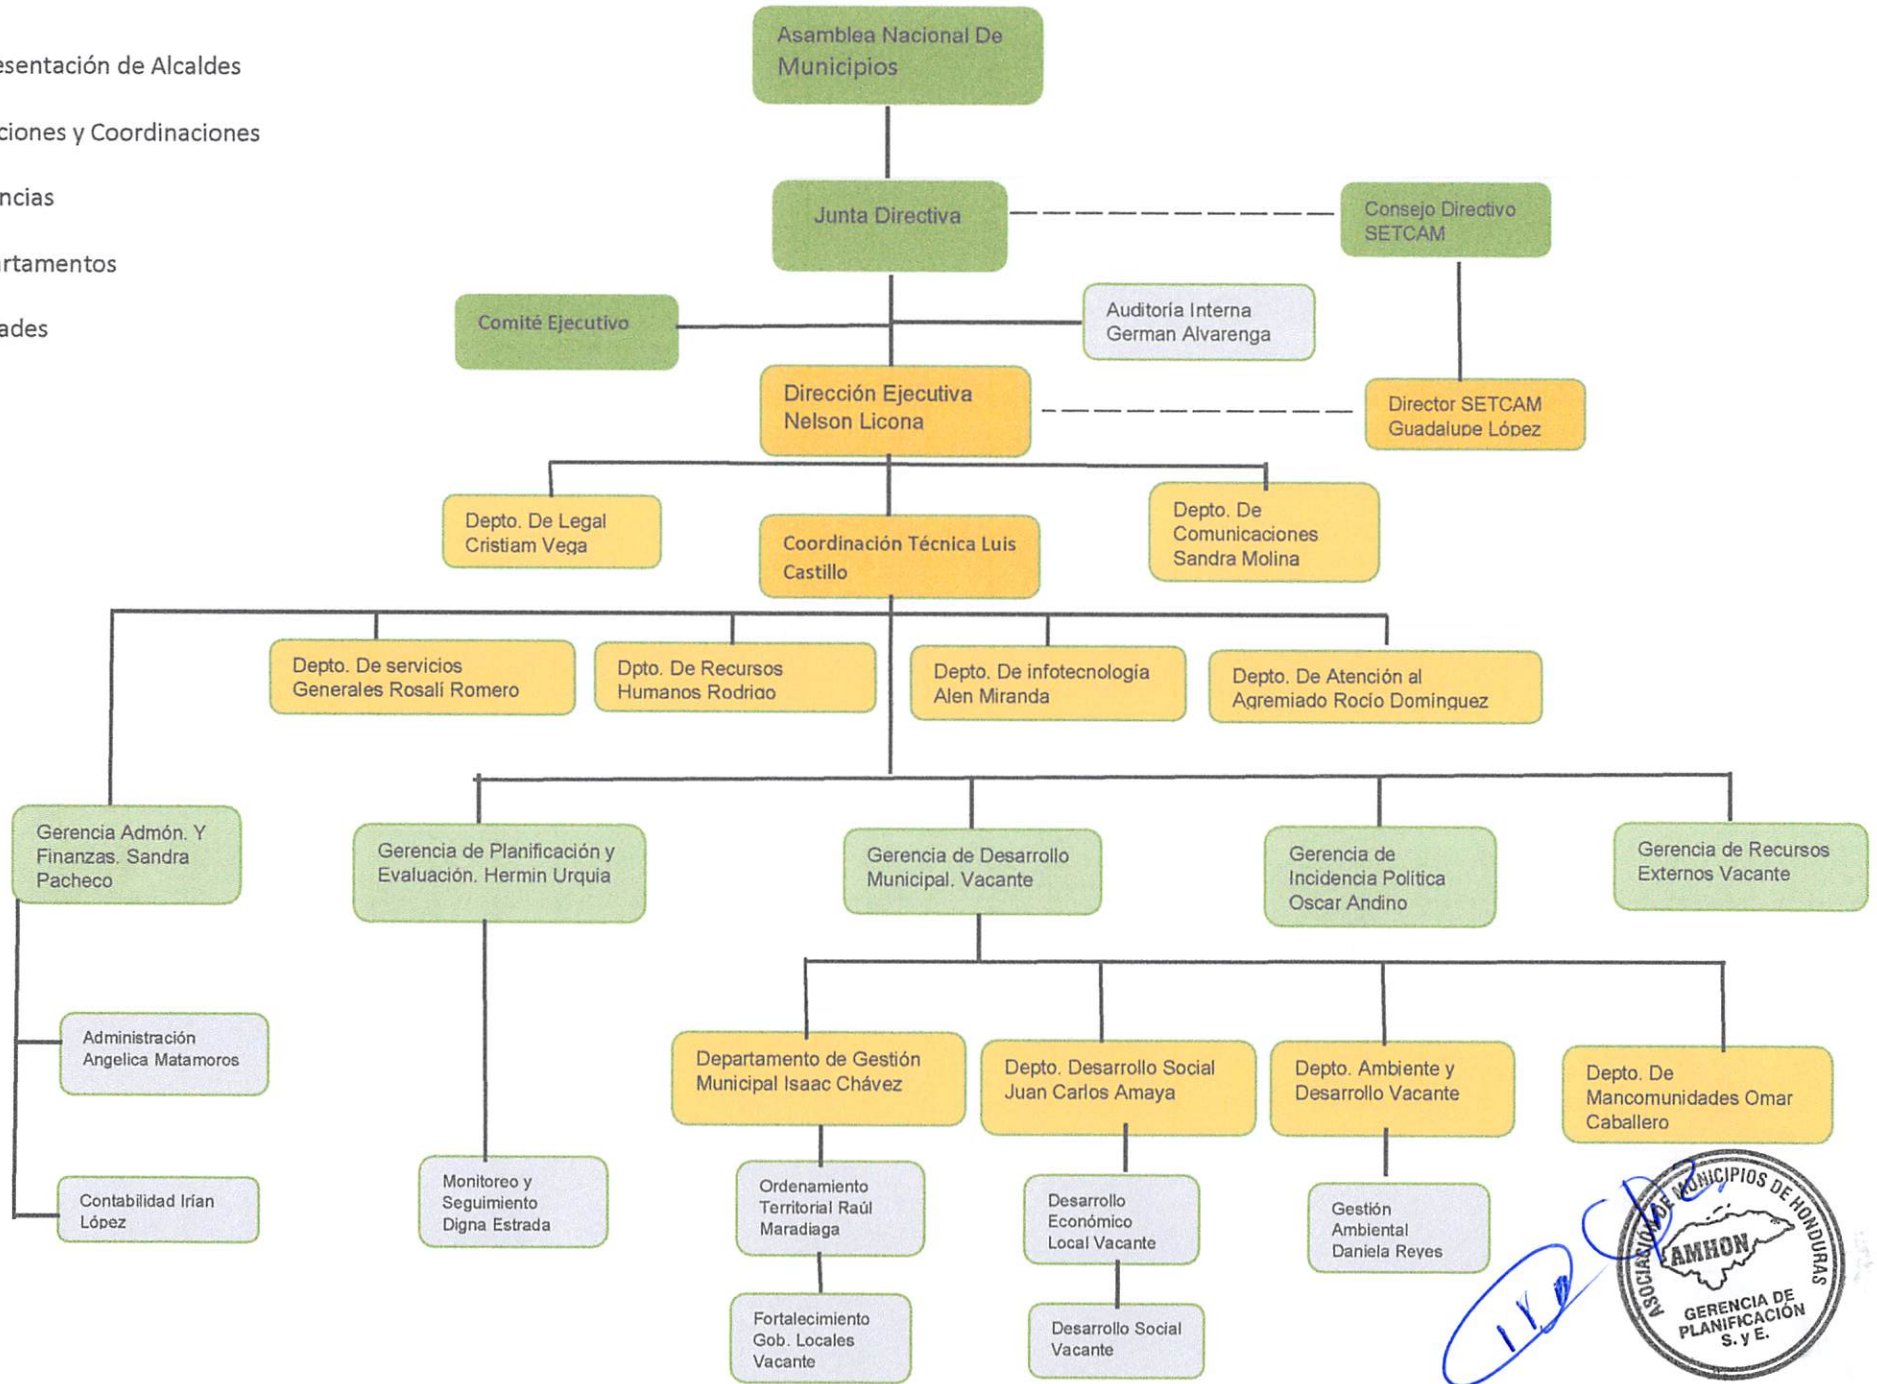 Asamblea Nacional De
Municipios
esentación de Alcaldes
ciones y Coordinaciones
ncias
artamentos
ades
Junta Directiva
Consejo Directivo
SETCAM
Comité Ejecutivo
Auditoría Interna
German Alvarenga
Dirección Ejecutiva
Nelson Licona
Director SETCAM
Guadalupe López
Depto. De Legal
Cristiam Vega
Coordinación Técnica Luis
Castillo
Depto. De
Comunicaciones
Sandra Molina
Depto. De servicios
Generales Rosalí Romero
Dpto. De Recursos
Humanos Rodrigo
Depto. De infotecnología
Alen Miranda
Depto. De Atención al
Agremiado Rocío Domínguez
Gerencia Admón. Y
Finanzas. Sandra
Pacheco
Gerencia de Planificación y
Evaluación. Hermin Urquia
Gerencia de Desarrollo
Municipal. Vacante
Gerencia de
Incidencia Politica
Oscar Andino
Gerencia de Recursos
Externos Vacante
Administración
Angelica Matamoros
Contabilidad Irían
López
Monitoreo y
Seguimiento
Digna Estrada
Departamento de Gestión
Municipal Isaac Chávez
Depto. Desarrollo Social
Juan Carlos Amaya
Depto. Ambiente y
Desarrollo Vacante
Depto. De
Mancomunidades Omar
Caballero
Ordenamiento
Territorial Raúl
Maradiaga
Desarrollo
Económico
Local Vacante
Gestión
Ambiental
Daniela Reyes
Fortalecimiento
Gob. Locales
Vacante
Desarrollo Social
Vacante
ASOCIACIÓN DE MUNICIPIOS DE HONDURAS
AMHON
GERENCIA DE
PLANIFICACIÓN
S. y E.